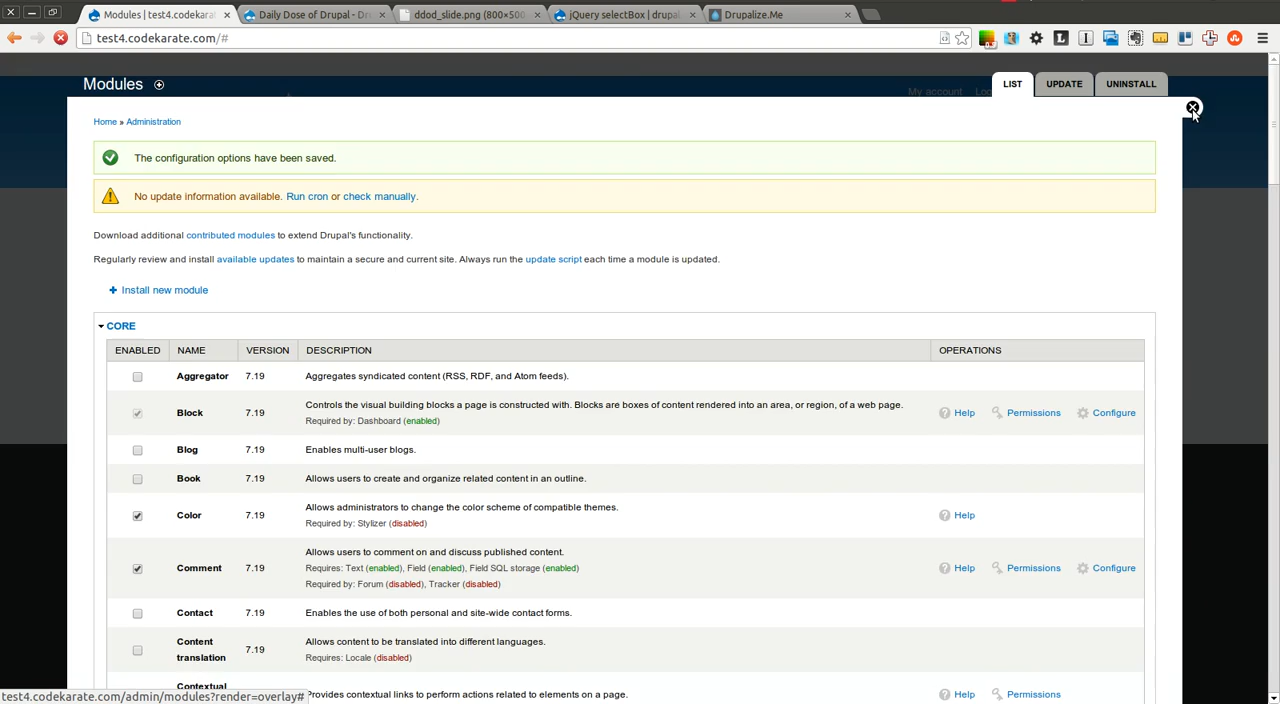 Modules | test4.codekarat
Daily Dose of Drupal - Dr
ddod_slide.png (800×500
jQuery selectBox | drupal
Drupalize.Me
test4.codekarate.com/#
Modules
My account
LIST
UPDATE
UNINSTALL
Home » Administration
The configuration options have been saved.
No update information available. Run cron or check manually.
Download additional contributed modules to extend Drupal's functionality.
Regularly review and install available updates to maintain a secure and current site. Always run the update script each time a module is updated.
Install new module
CORE
ENABLED NAME VERSION DESCRIPTION OPERATIONS
Aggregator 7.19 Aggregates syndicated content (RSS, RDF, and Atom feeds).
Controls the visual building blocks a page is constructed with. Blocks are boxes of content rendered into an area, or region, of a web page.
Block 7.19 Help Permissions Configure
Required by: Dashboard (enabled)
Blog 7.19 Enables multi-user blogs.
Book 7.19 Allows users to create and organize related content in an outline.
Allows administrators to change the color scheme of compatible themes.
Color 7.19 Help
Required by: Stylizer (disabled)
Allows users to comment on and discuss published content.
Comment 7.19 Requires: Text (enabled), Field (enabled), Field SQL storage (enabled) Help Permissions Configure
Required by: Forum (disabled), Tracker (disabled)
Contact 7.19 Enables the use of both personal and site-wide contact forms.
Content Allows content to be translated into different languages.
7.19
translation Requires: Locale (disabled)
Contextual
Provides contextual links to perform actions related to elements on a page. Help Permissions
test4.codekarate.com/admin/modules?render=overlay#